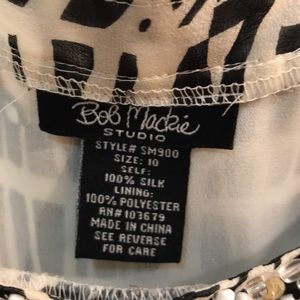 Bob Mackie
STUDIO
STYLE# SM900
SIZE: 10
SELF:
100% SILK
LINING:
100% POLYESTER
RN#103679
MADE IN CHINA
SEE REVERSE
FOR CARE